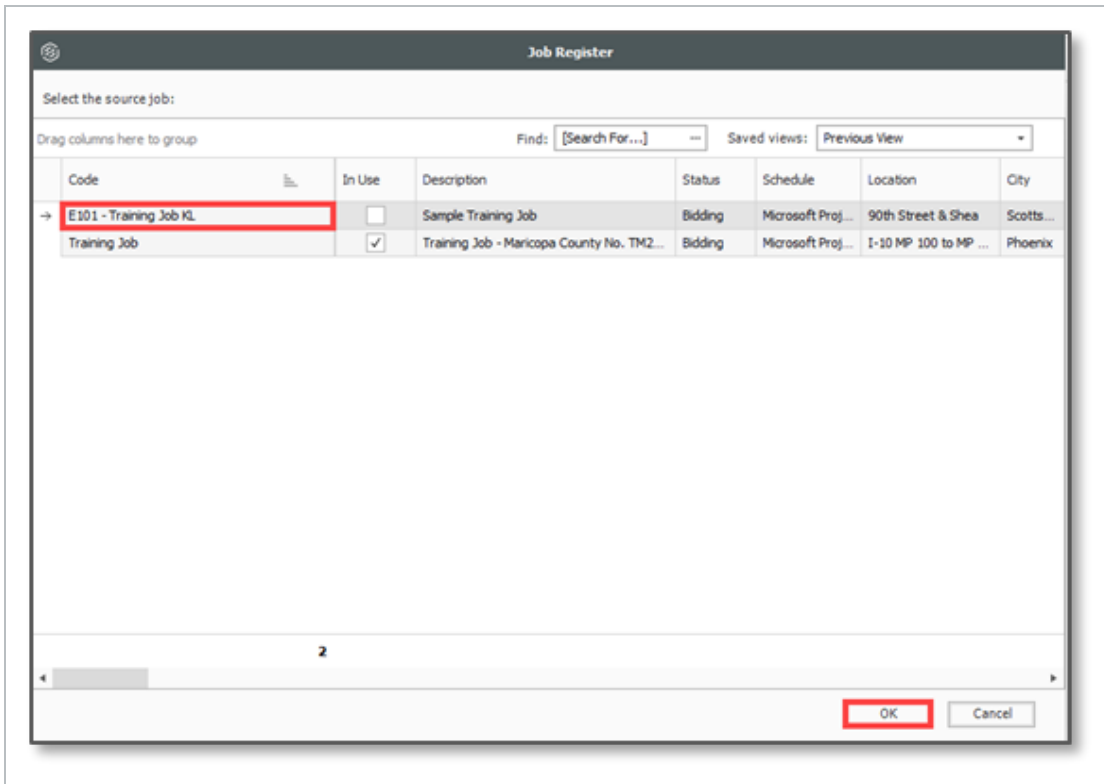 Job Register
Select the source job:
Drag columns here to group Find: [Search For...] ... Saved views: Previous View
Code In Use Description Status Schedule Location City
E101 - Training Job KL Sample Training Job Bidding Microsoft Proj... 90th Street & Shea Scotts...
Training Job Training Job - Maricopa County No. TM2... Bidding Microsoft Proj... I-10 MP 100 to MP ... Phoenix
2
OK Cancel